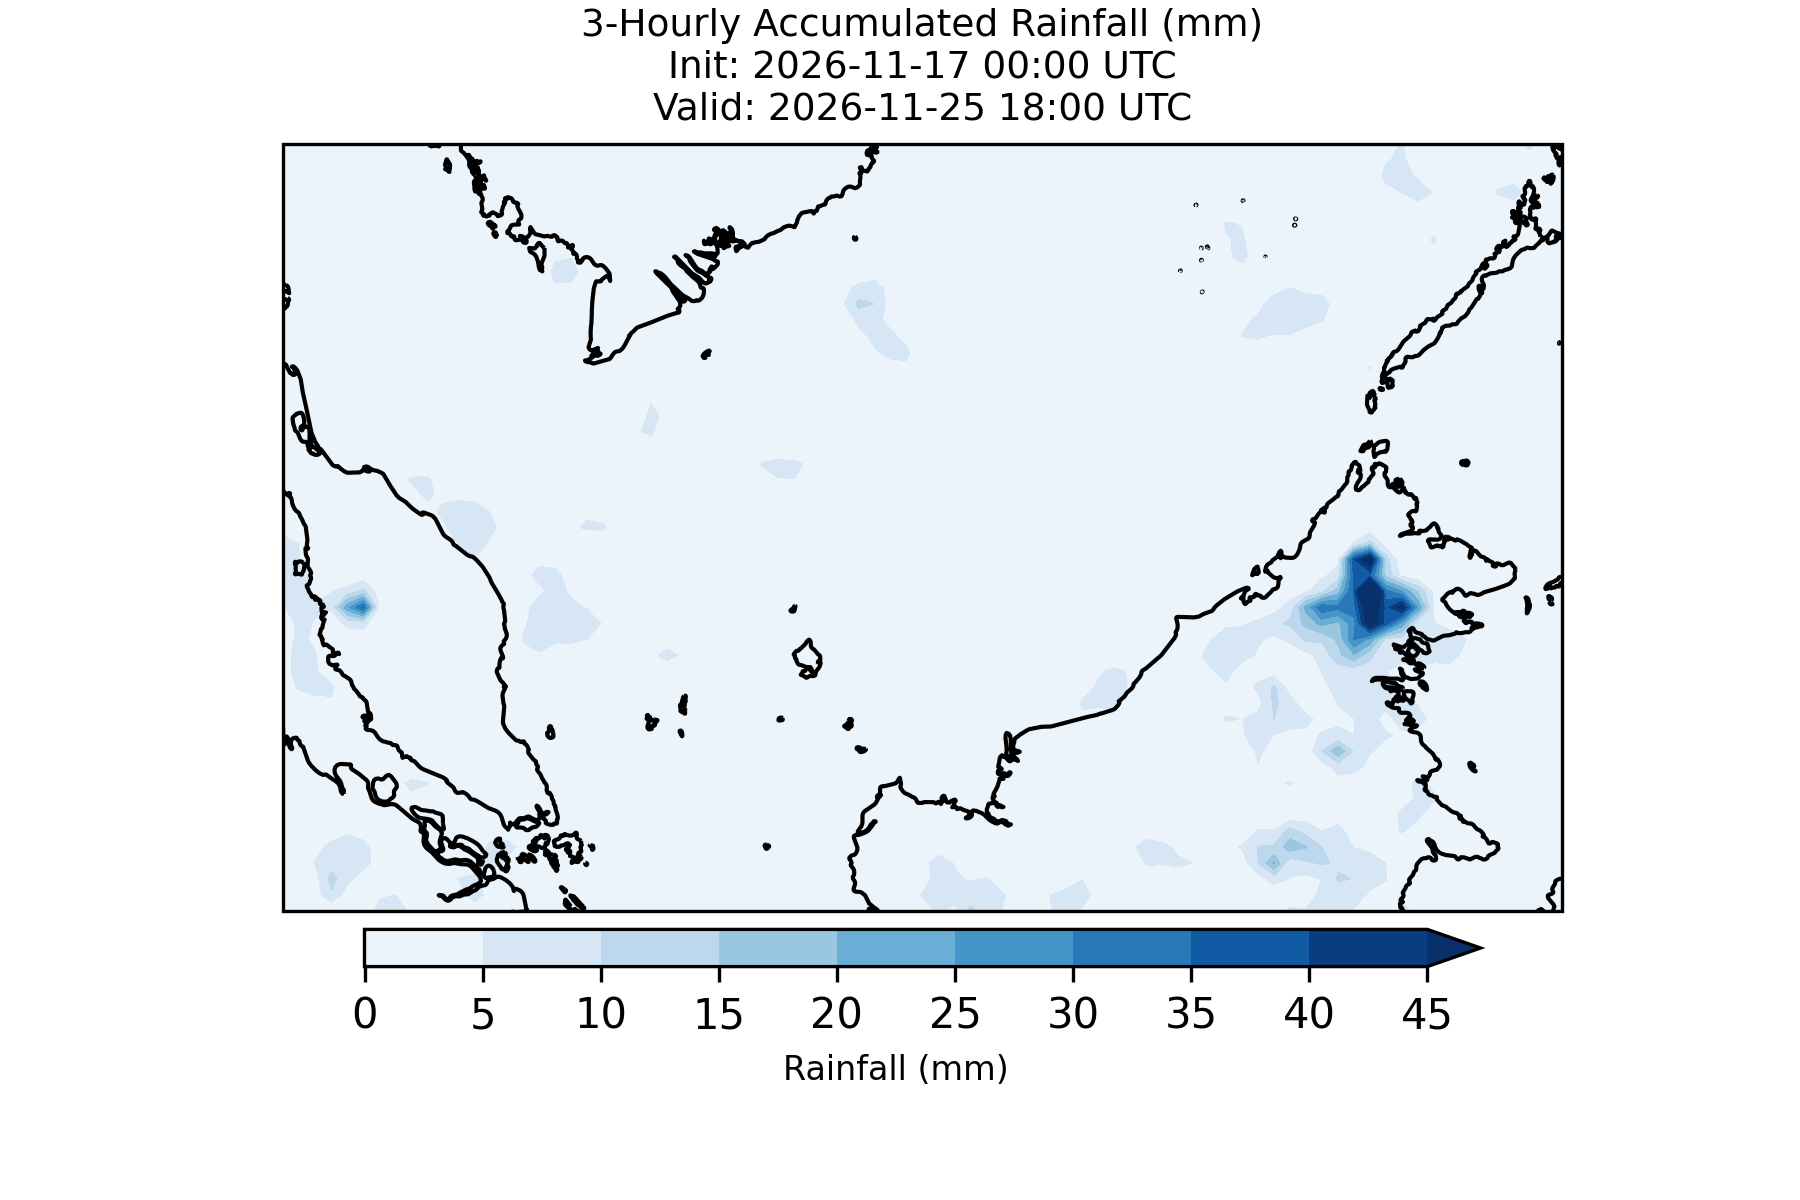 3-Hourly Accumulated Rainfall (mm)
Init: 2026-11-17 00:00 UTC
Valid: 2026-11-25 18:00 UTC
0 5 10 15 20 25 30 35 40 45
Rainfall (mm)